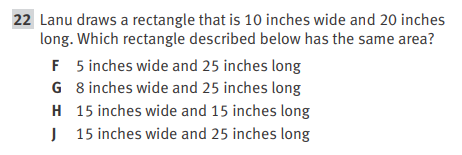 22 Lanu draws a rectangle that is 10 inches wide and 20 inches
long. Which rectangle described below has the same area?
F 5 inches wide and 25 inches long
G 8 inches wide and 25 inches long
H 15 inches wide and 15 inches long
J 15 inches wide and 25 inches long